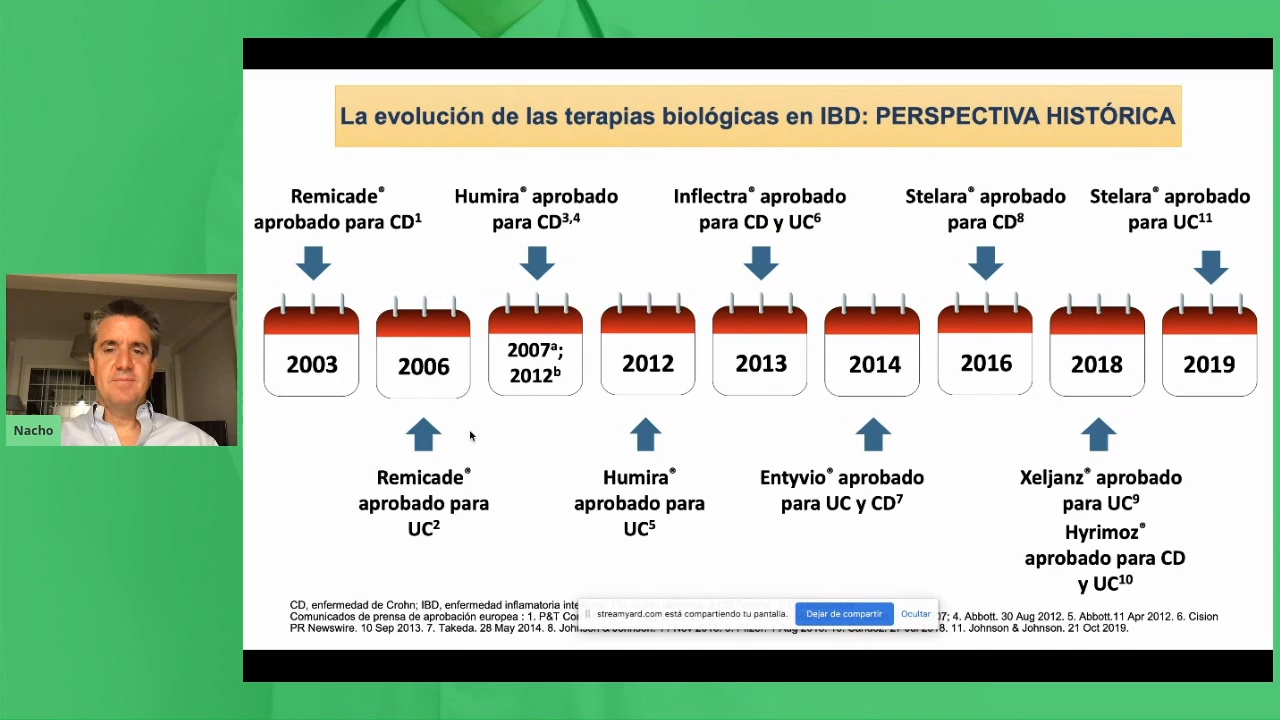 La evolución de las terapias biológicas en IBD: PERSPECTIVA HISTÓRICA
Remicade®
aprobado para CD1
Humira® aprobado
para CD3,4
Inflectra® aprobado
para CD y UC6
Stelara® aprobado
para CD8
Stelara® aprobado
para UC11
2003
2006
2007a;
2012b
2012
2013
2014
2016
2018
2019
Remicade®
aprobado para
UC2
Humira®
aprobado para
UC5
Entyvio® aprobado
para UC y CD7
Xeljanz® aprobado
para UC9
Hyrimoz®
aprobado para CD
y UC10
Nacho
CD, enfermedad de Crohn; IBD, enfermedad inflamatoria
Comunicados de prensa de aprobación europea : 1. P&T 4. Abbott. 30 Aug 2012. 5. Abbott.11 Apr 2012. 6. Cision
PR Newswire. 10 Sep 2013. 7. Takeda. 28 May 2014. 8. 11. Johnson & Johnson. 21 Oct 2019.
streamyard.com está compartiendo tu pantalla.
Dejar de compartir
Ocultar